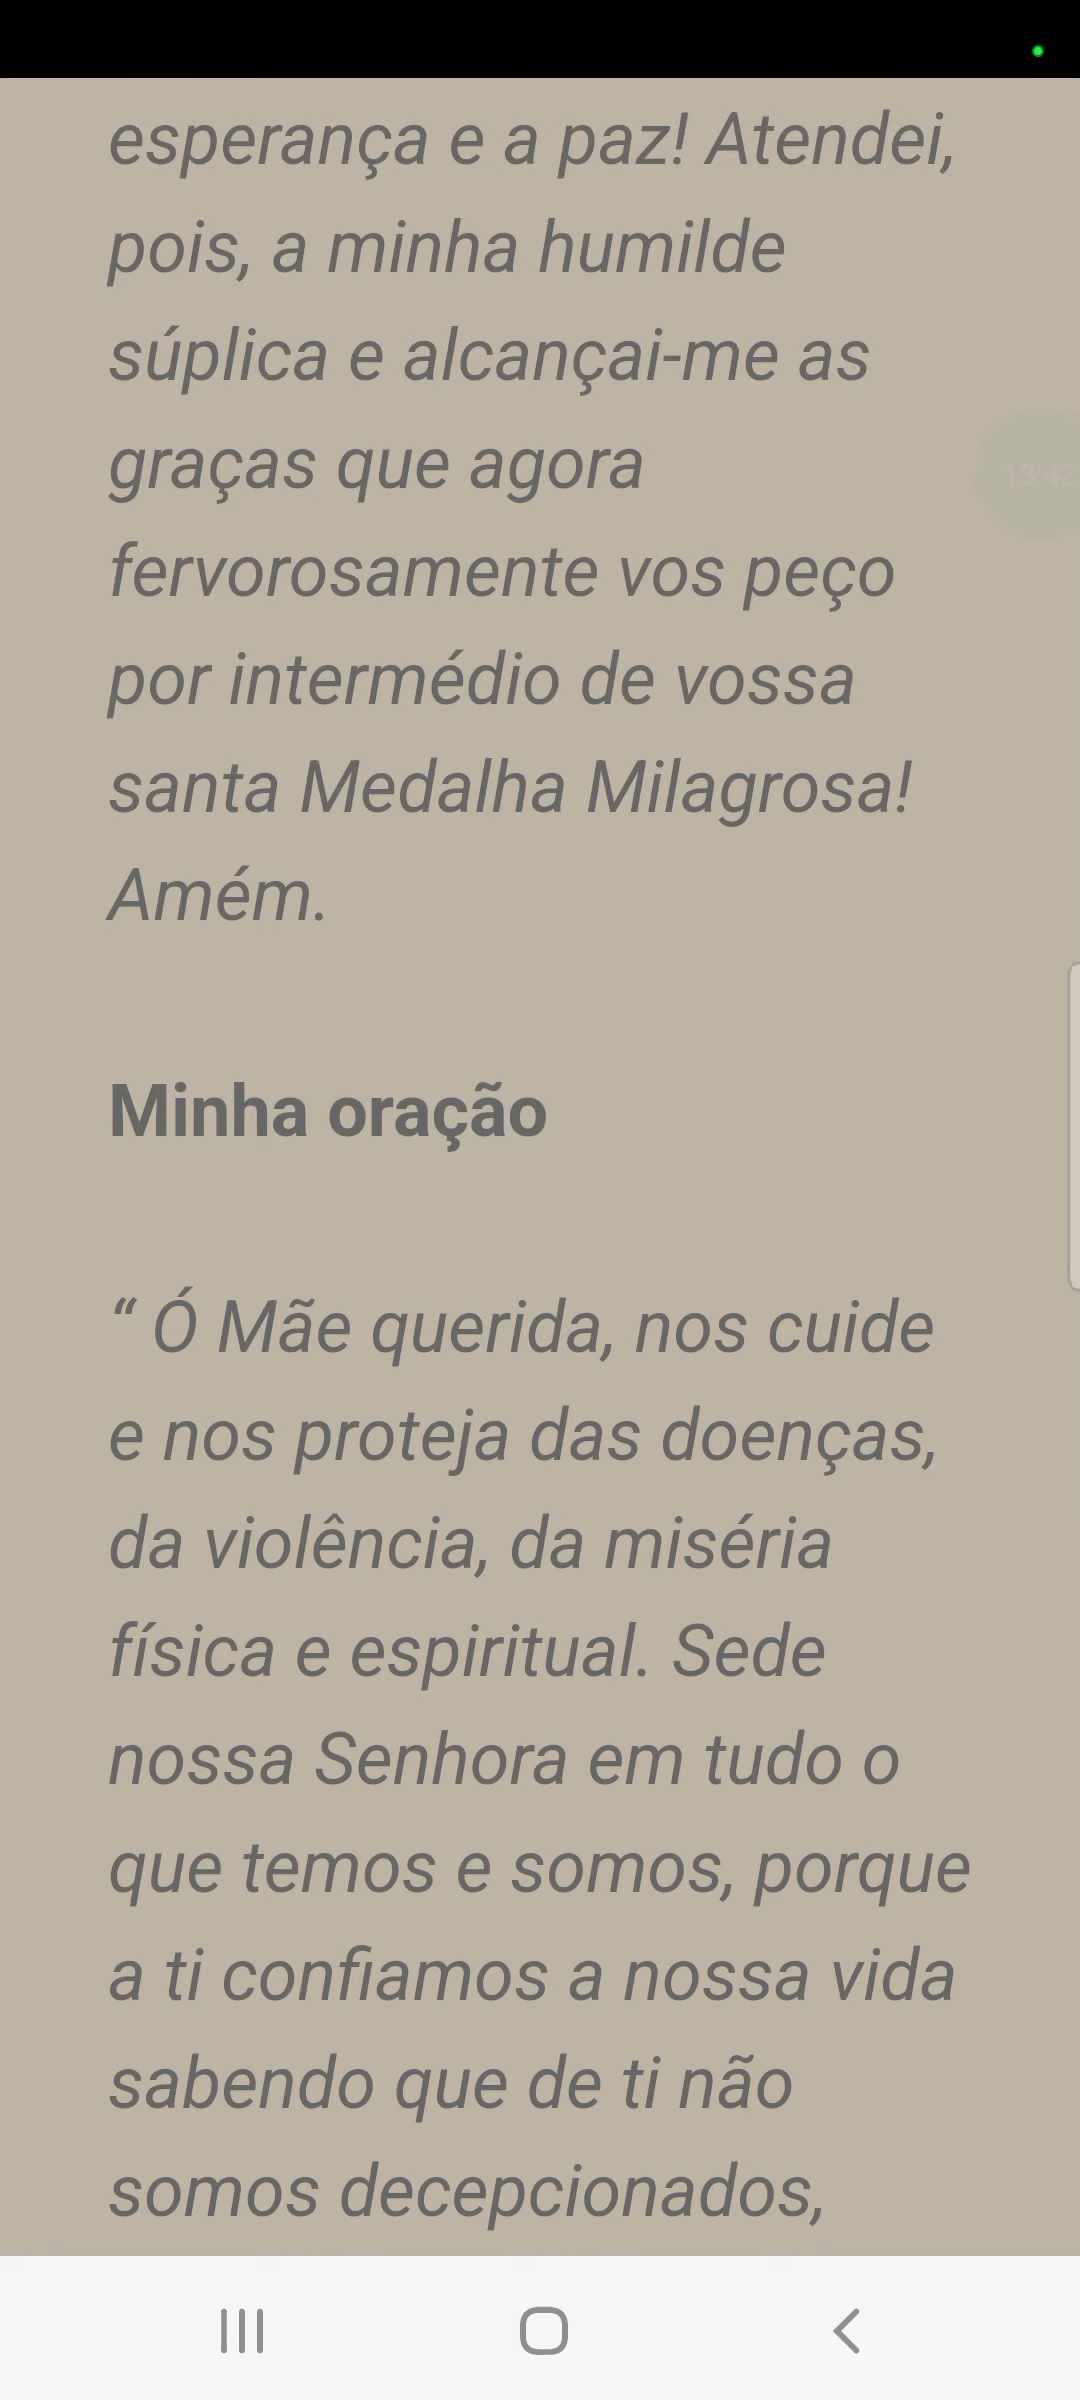 esperança e a paz! Atendei,
pois, a minha humilde
súplica e alcançai-me as
graças que agora
fervorosamente vos peço
por intermédio de vossa
santa Medalha Milagrosa!
Amém.
Minha oração
“ Ó Mãe querida, nos cuide
e nos proteja das doenças,
da violência, da miséria
física e espiritual. Sede
nossa Senhora em tudo o
que temos e somos, porque
a ti confiamos a nossa vida
sabendo que de ti não
somos decepcionados,
13:42